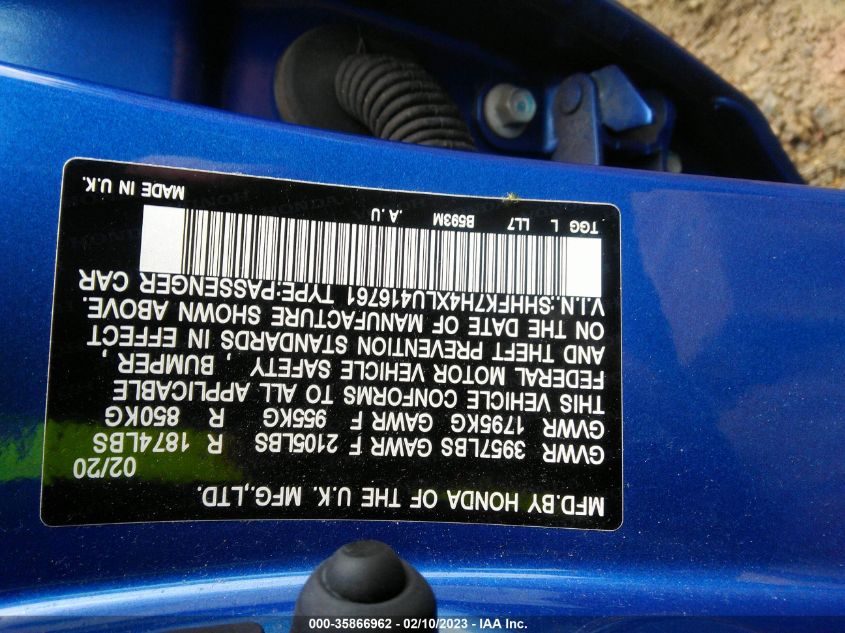 MFD.BY HONDA OF THE U.K. MFG.,LTD.
02/20
GVWR 3957LBS GAWR F 2105LBS R 1874LBS
GVWR 1795KG GAWR F 955KG R 850KG
THIS VEHICLE CONFORMS TO ALL APPLICABLE
FEDERAL MOTOR VEHICLE SAFETY , BUMPER ,
AND THEFT PREVENTION STANDARDS IN EFFECT
ON THE DATE OF MANUFACTURE SHOWN ABOVE.
V.I.N.:SHHFK7H4XLU416761 TYPE:PASSENGER CAR
TGG L LL7 B593M .A.U
MADE IN U.K.
000-35866962 - 02/10/2023 - IAA Inc.